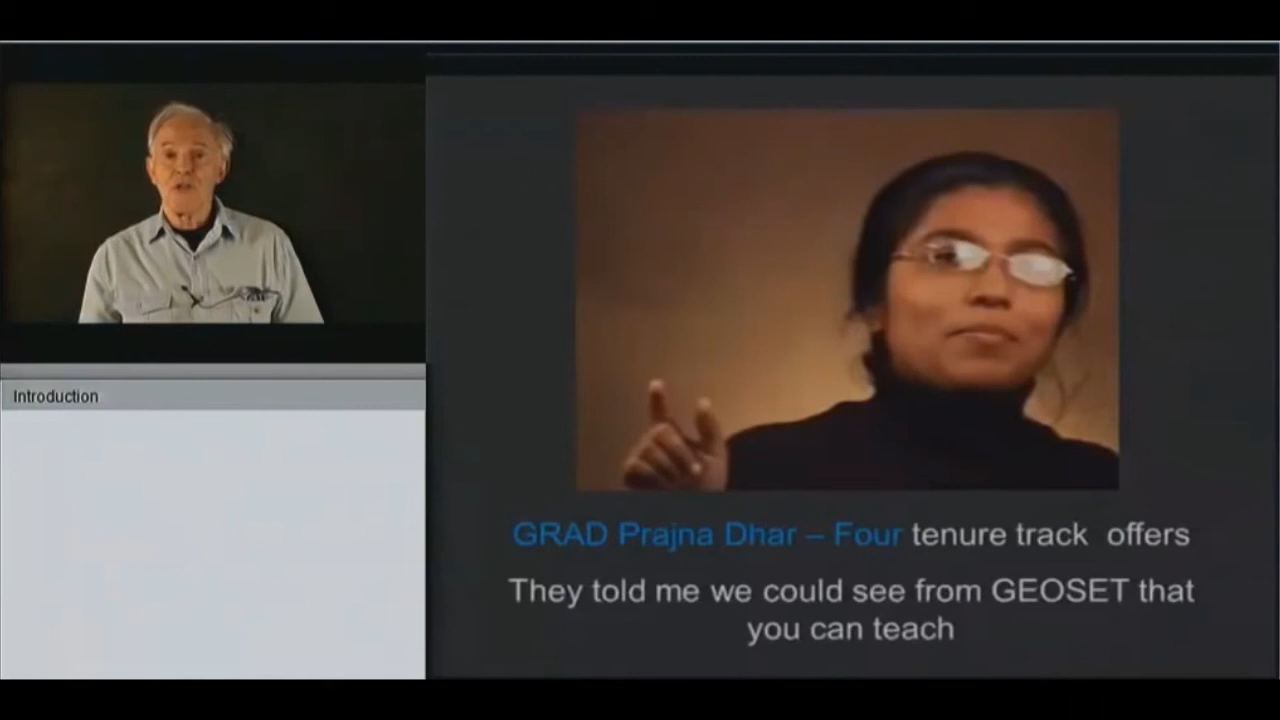 Introduction
GRAD Prajna Dhar – Four tenure track offers
They told me we could see from GEOSET that
you can teach